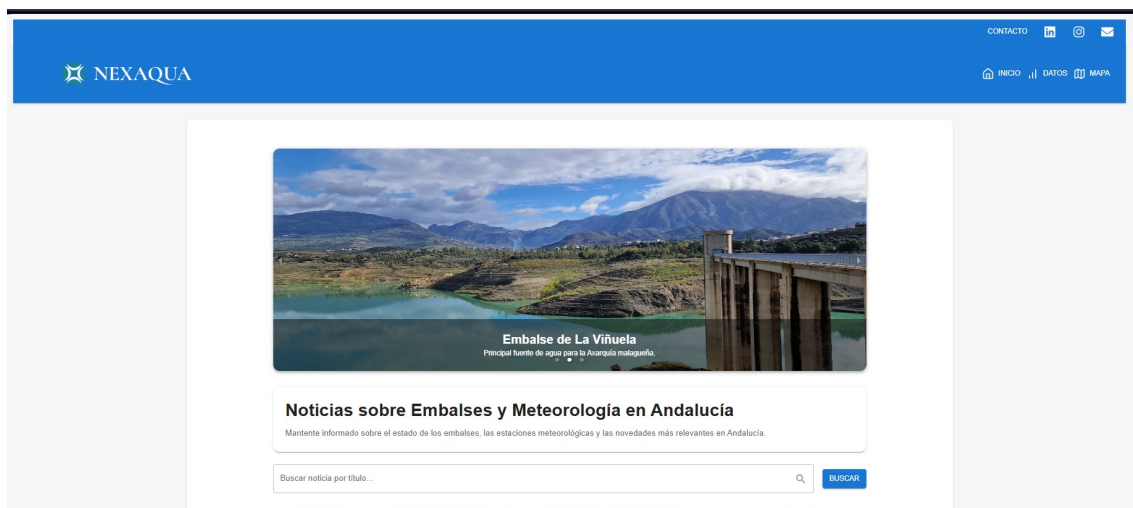 CONTACTO
NEXAQUA
INICIO DATOS MAPA
Embalse de La Viñuela
Principal fuente de agua para la Axarquía malagueña.
Noticias sobre Embalses y Meteorología en Andalucía
Mantente informado sobre el estado de los embalses, las estaciones meteorológicas y las novedades más relevantes en Andalucía.
Buscar noticia por título... BUSCAR